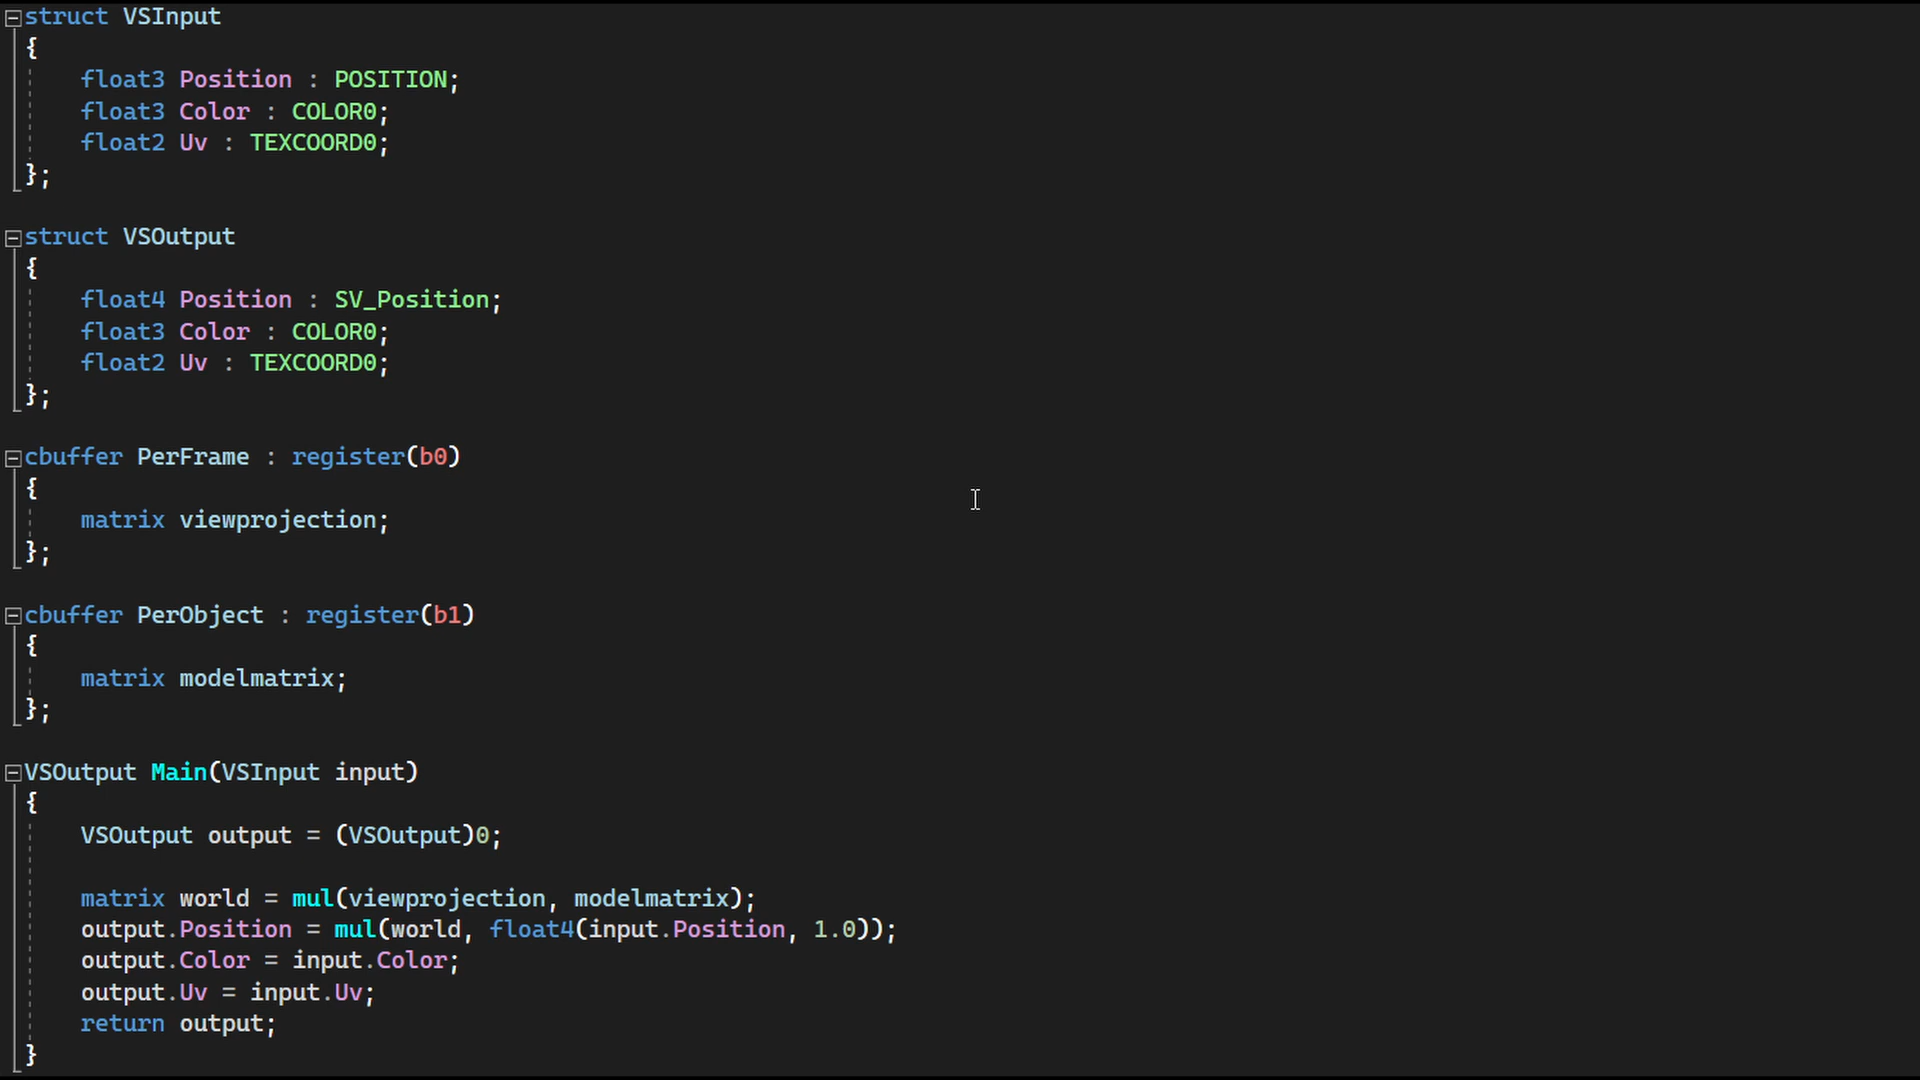 struct VSInput
{
    float3 Position : POSITION;
    float3 Color : COLOR0;
    float2 Uv : TEXCOORD0;
};
struct VSOutput
{
    float4 Position : SV_Position;
    float3 Color : COLOR0;
    float2 Uv : TEXCOORD0;
};
cbuffer PerFrame : register(b0)
{
    matrix viewprojection;
};
cbuffer PerObject : register(b1)
{
    matrix modelmatrix;
};
VSOutput Main(VSInput input)
{
    VSOutput output = (VSOutput)0;
    matrix world = mul(viewprojection, modelmatrix);
    output.Position = mul(world, float4(input.Position, 1.0));
    output.Color = input.Color;
    output.Uv = input.Uv;
    return output;
}